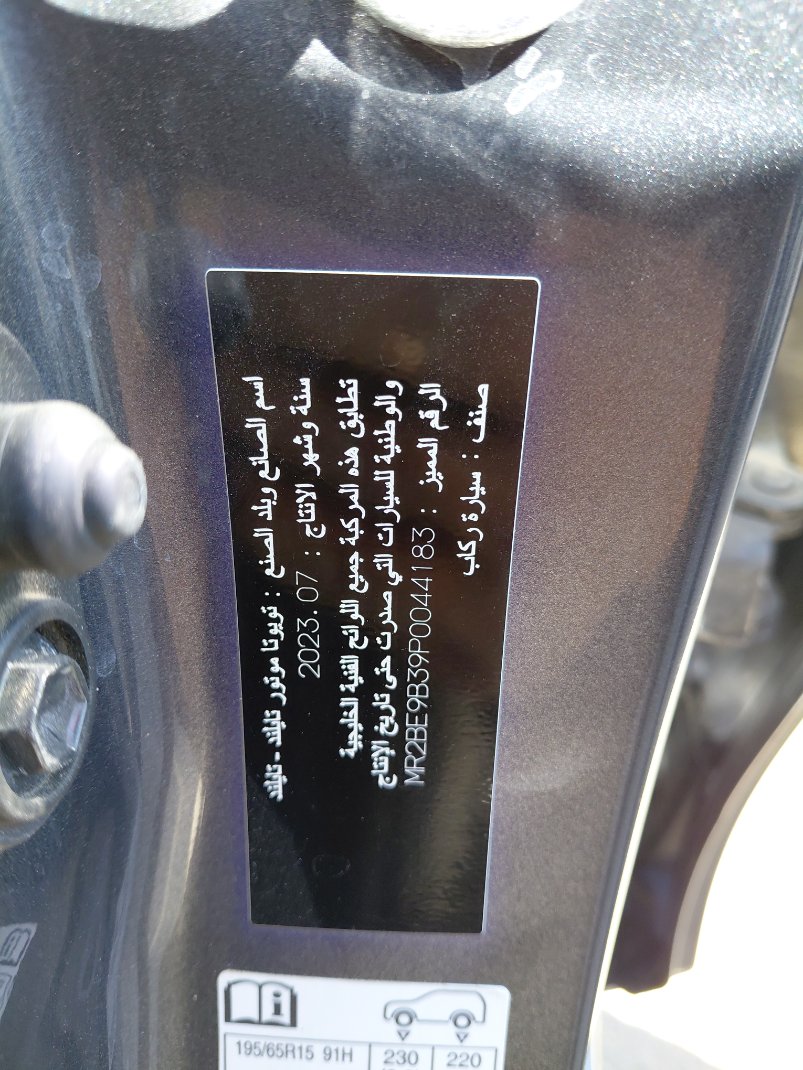 اسم الصانع وبلد الصنع : تويوتا موتور تايلند - تايلند
سنة وشهر الانتاج : 2023.07
تطابق هذه المركبة جميع اللوائح الفنية الخليجية
والوطنية للسيارات التي صدرت حتى تاريخ الإنتاج
الرقم المميز : MR2BE9B39P0044183
صنف : سيارة ركاب
195/65R15 91H 230 220